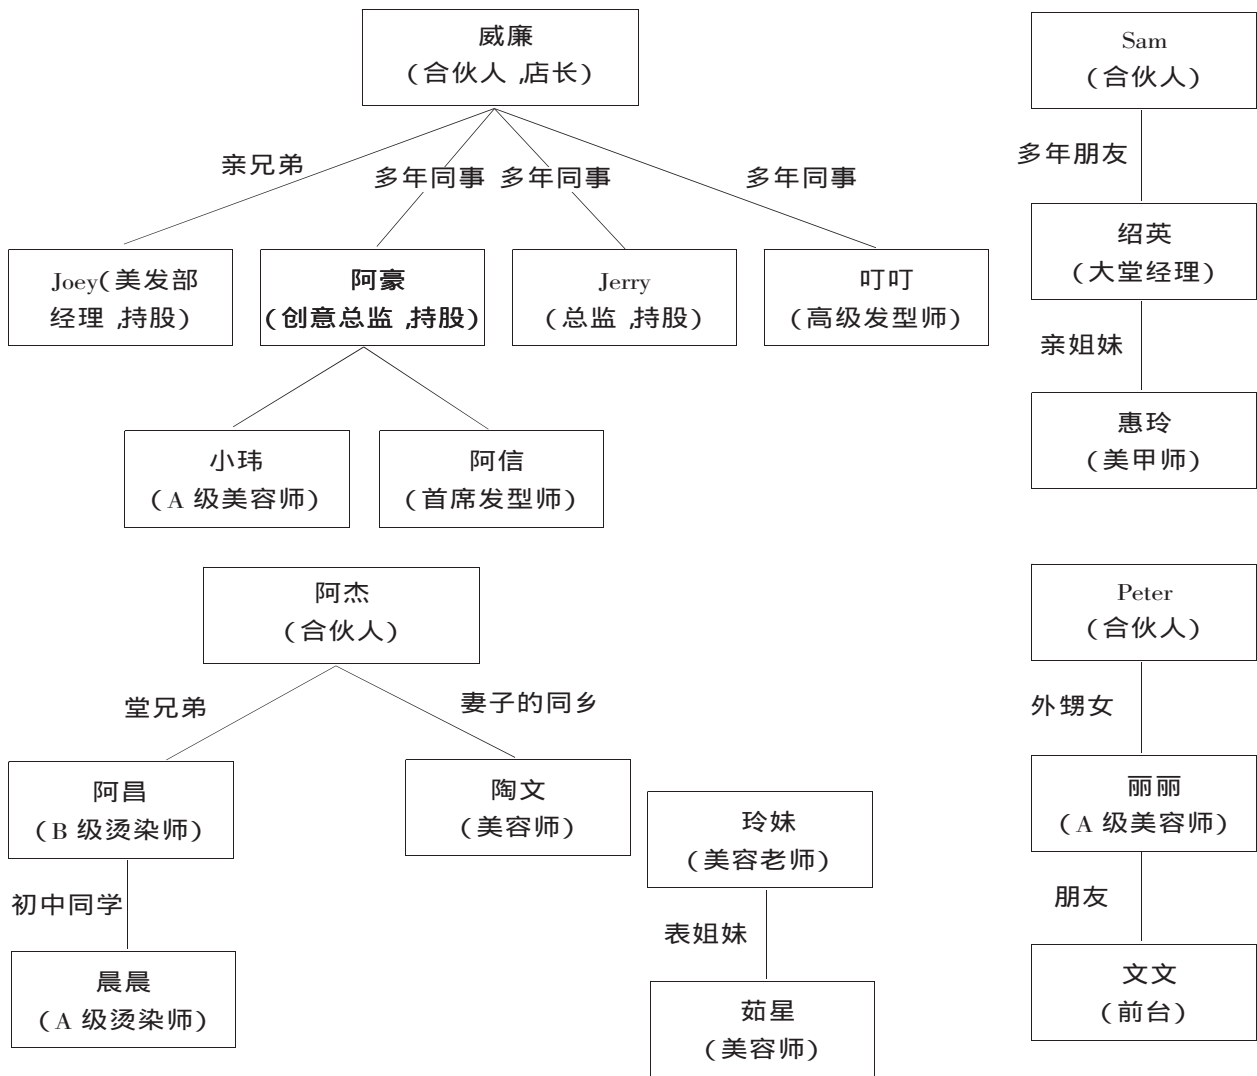 威廉
(合伙人,店长)
亲兄弟
多年同事
多年同事
多年同事
Joey(美发部
经理,持股)
阿豪
(创意总监,持股)
Jerry
(总监,持股)
叮叮
(高级发型师)
小玮
(A 级美容师)
阿信
(首席发型师)
Sam
(合伙人)
多年朋友
绍英
(大堂经理)
亲姐妹
惠玲
(美甲师)
阿杰
(合伙人)
堂兄弟
妻子的同乡
阿昌
(B 级烫染师)
陶文
(美容师)
初中同学
晨晨
(A 级烫染师)
玲妹
(美容老师)
表姐妹
茹星
(美容师)
Peter
(合伙人)
外甥女
丽丽
(A 级美容师)
朋友
文文
(前台)